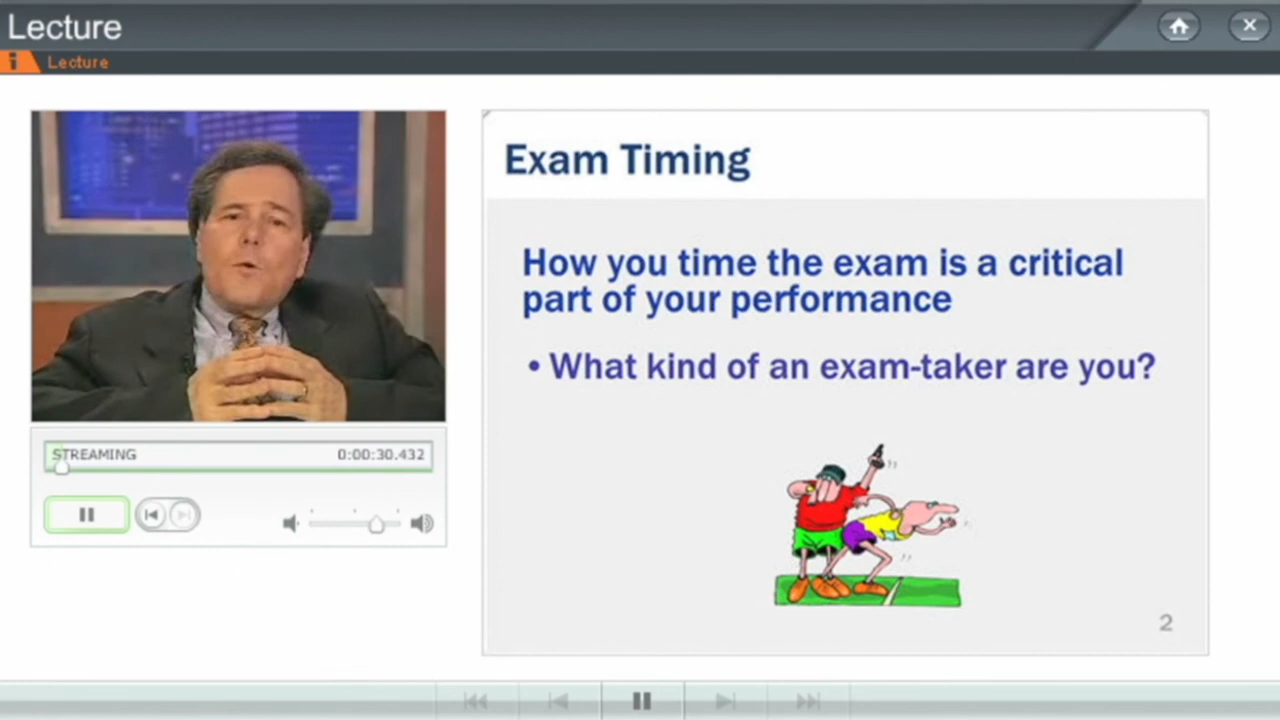 Lecture
i Lecture
Exam Timing
How you time the exam is a critical
part of your performance
• What kind of an exam-taker are you?
STREAMING 0:00:30.432
2